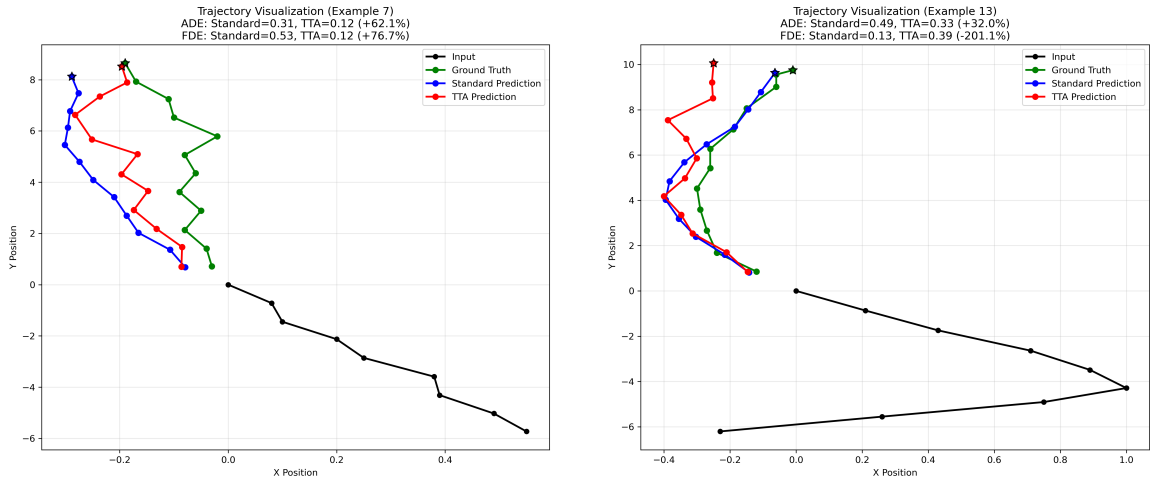 Trajectory Visualization (Example 7)
ADE: Standard=0.31, TTA=0.12 (+62.1%)
FDE: Standard=0.53, TTA=0.12 (+76.7%)
Input
Ground Truth
Standard Prediction
TTA Prediction
8
6
4
2
0
−2
−4
−6
Y Position
−0.2
0.0
0.2
0.4
X Position
Trajectory Visualization (Example 13)
ADE: Standard=0.49, TTA=0.33 (+32.0%)
FDE: Standard=0.13, TTA=0.39 (-201.1%)
Input
Ground Truth
Standard Prediction
TTA Prediction
10
8
6
4
2
0
−2
−4
−6
Y Position
−0.4
−0.2
0.0
0.2
0.4
0.6
0.8
1.0
X Position